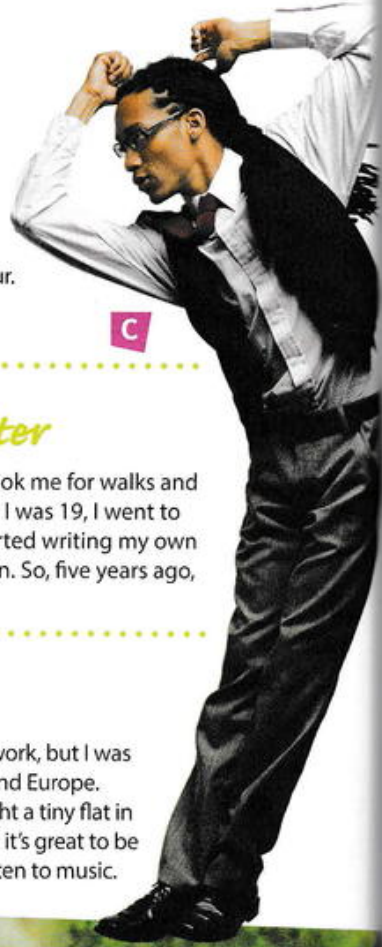 ur.
C
ter
ok me for walks and
I was 19, I went to
rted writing my own
n. So, five years ago,
work, but I was
nd Europe.
ht a tiny flat in
it's great to be
ten to music.